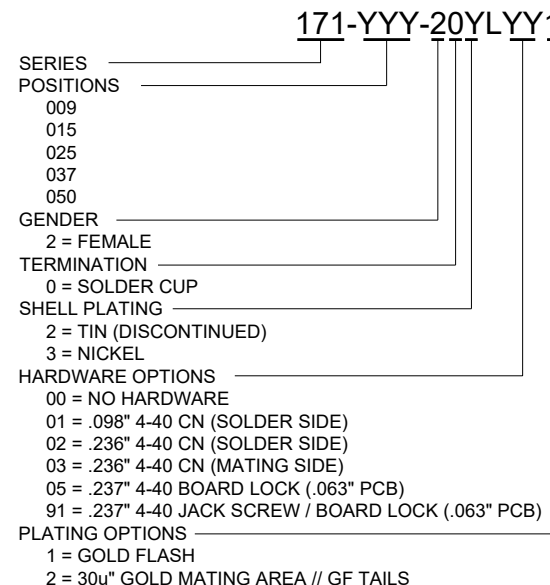 171-YYY-20YLYY1
SERIES
POSITIONS
009
015
025
037
050
GENDER
2 = FEMALE
TERMINATION
0 = SOLDER CUP
SHELL PLATING
2 = TIN (DISCONTINUED)
3 = NICKEL
HARDWARE OPTIONS
00 = NO HARDWARE
01 = .098" 4-40 CN (SOLDER SIDE)
02 = .236" 4-40 CN (SOLDER SIDE)
03 = .236" 4-40 CN (MATING SIDE)
05 = .237" 4-40 BOARD LOCK (.063" PCB)
91 = .237" 4-40 JACK SCREW / BOARD LOCK (.063" PCB)
PLATING OPTIONS
1 = GOLD FLASH
2 = 30u" GOLD MATING AREA // GF TAILS